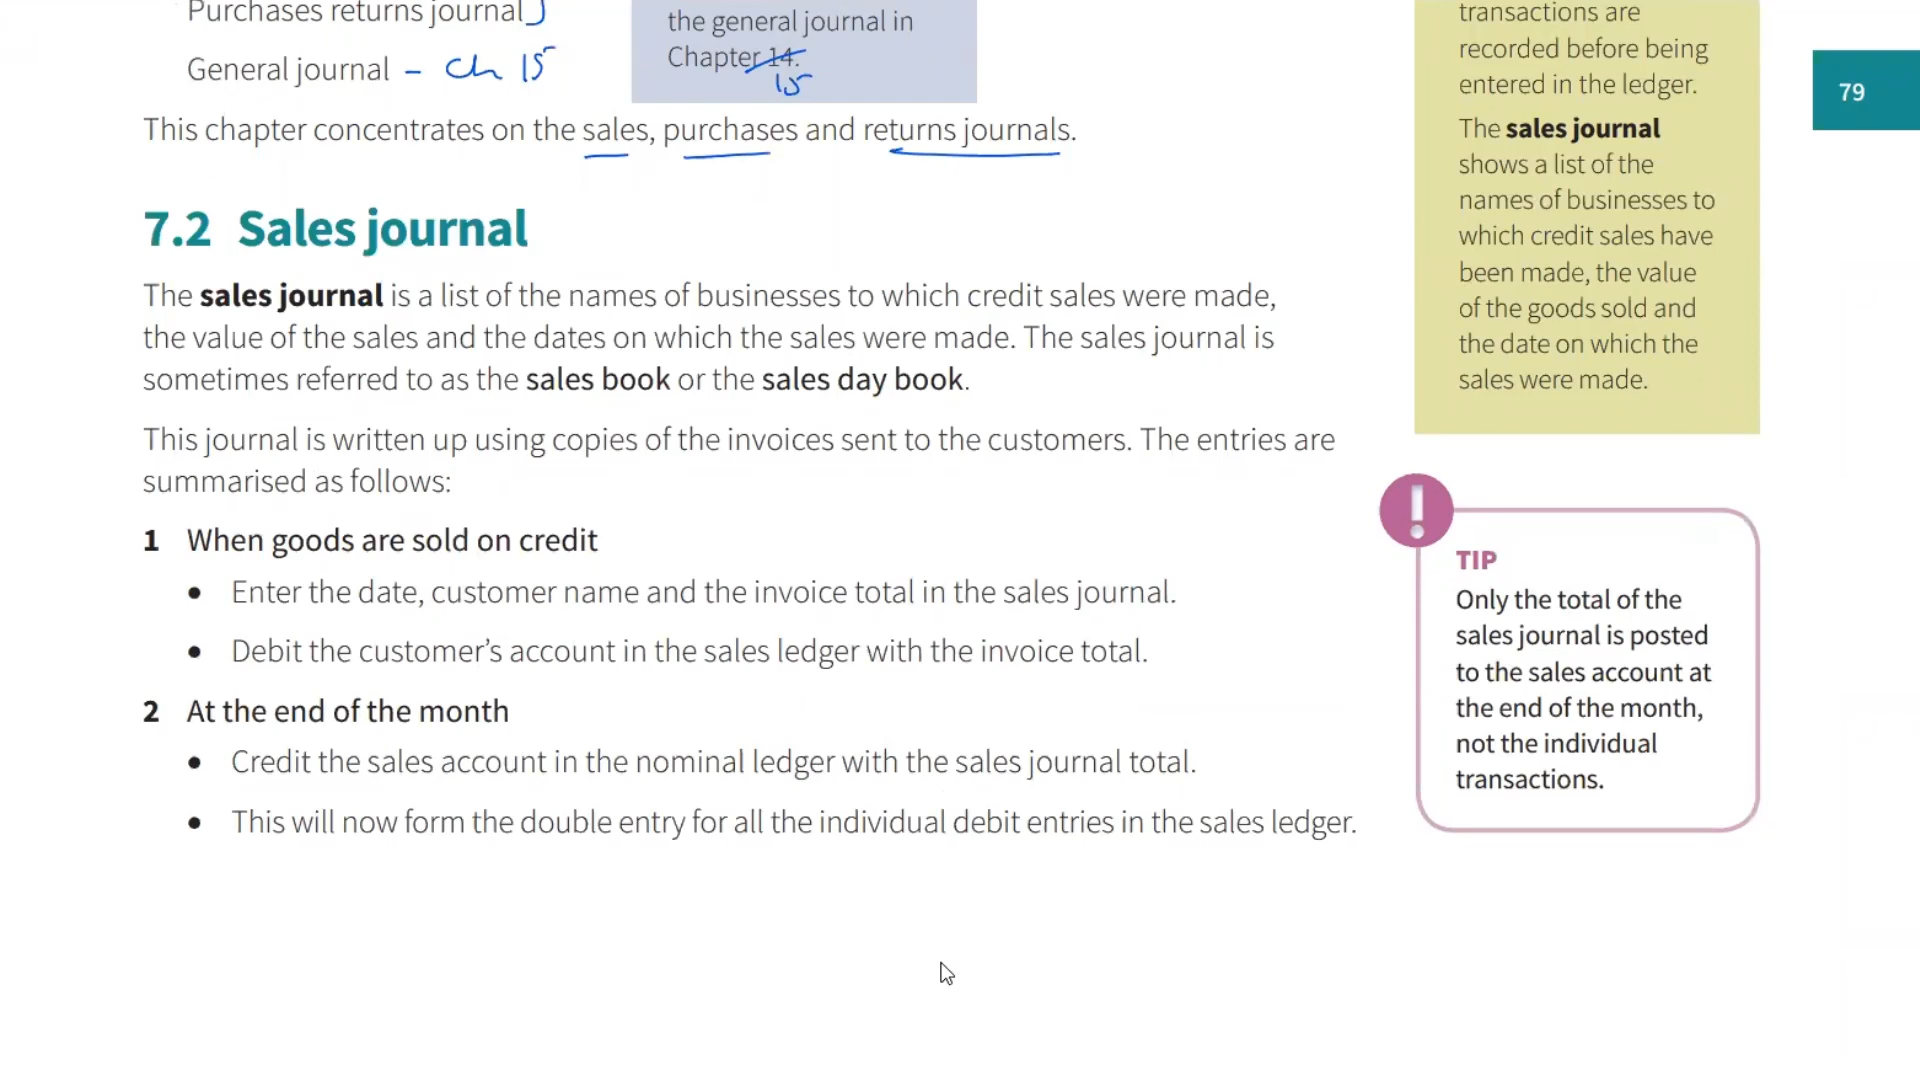 Purchases returns journal
General journal – ch 15
the general journal in
Chapter 14.
15
This chapter concentrates on the sales, purchases and returns journals.
7.2 Sales journal
The sales journal is a list of the names of businesses to which credit sales were made,
the value of the sales and the dates on which the sales were made. The sales journal is
sometimes referred to as the sales book or the sales day book.
This journal is written up using copies of the invoices sent to the customers. The entries are
summarised as follows:
1 When goods are sold on credit
• Enter the date, customer name and the invoice total in the sales journal.
• Debit the customer’s account in the sales ledger with the invoice total.
2 At the end of the month
• Credit the sales account in the nominal ledger with the sales journal total.
• This will now form the double entry for all the individual debit entries in the sales ledger.
transactions are
recorded before being
entered in the ledger.
The sales journal
shows a list of the
names of businesses to
which credit sales have
been made, the value
of the goods sold and
the date on which the
sales were made.
79
!
TIP
Only the total of the
sales journal is posted
to the sales account at
the end of the month,
not the individual
transactions.